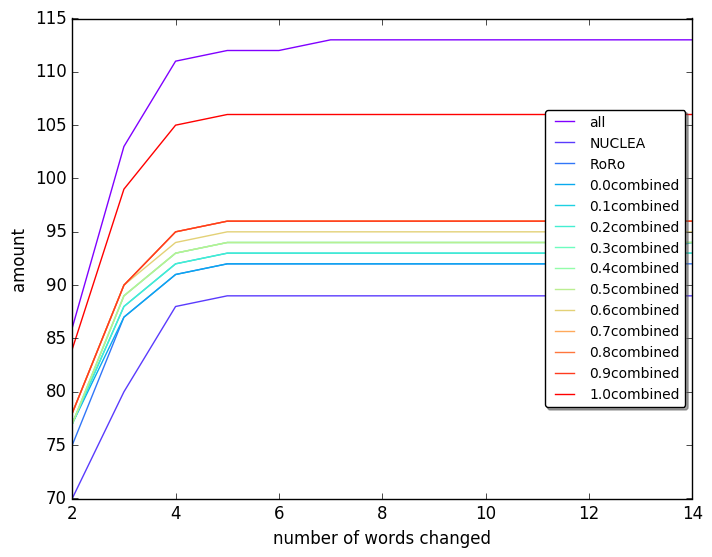 115
110
105
100
95
90
85
80
75
70
amount
all
NUCLEA
RoRo
0.0combined
0.1combined
0.2combined
0.3combined
0.4combined
0.5combined
0.6combined
0.7combined
0.8combined
0.9combined
1.0combined
2 4 6 8 10 12 14
number of words changed